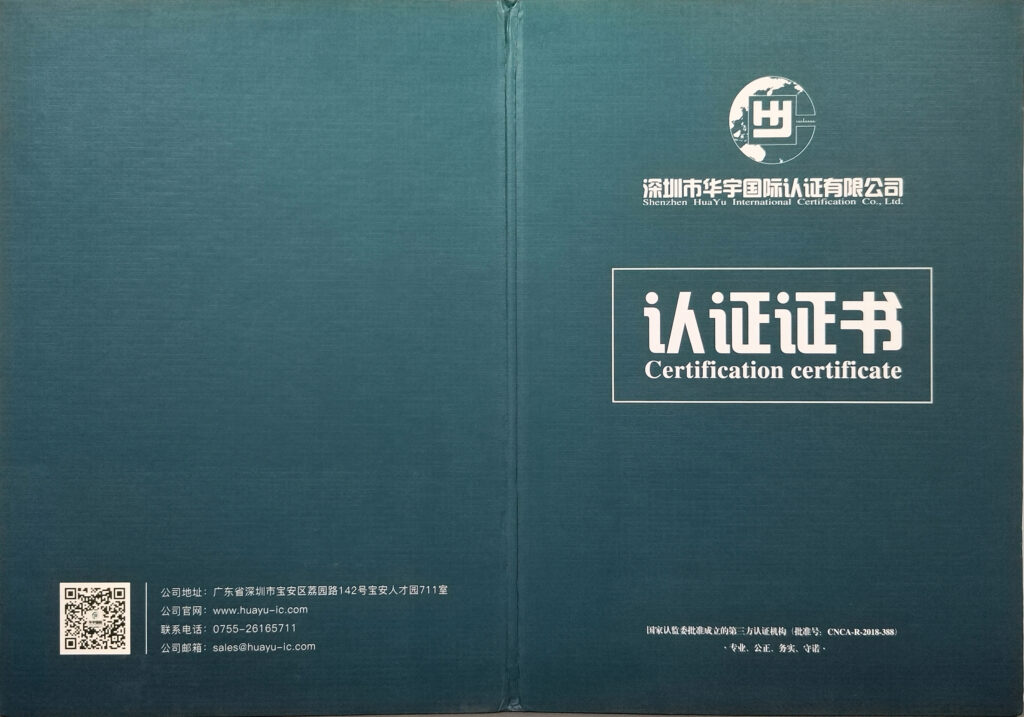 深圳市华宇国际认证有限公司
Shenzhen HuaYu International Certification Co., Ltd.
认证证书
Certification certificate
国家认监委批准成立的第三方认证机构（批准号：CNCA-R-2018-388）
·专业、公正、务实、守诺·
公司地址：广东省深圳市宝安区荔园路142号宝安人才园711室
公司官网：www.huayu-ic.com
联系电话：0755-26165711
公司邮箱：sales@huayu-ic.com